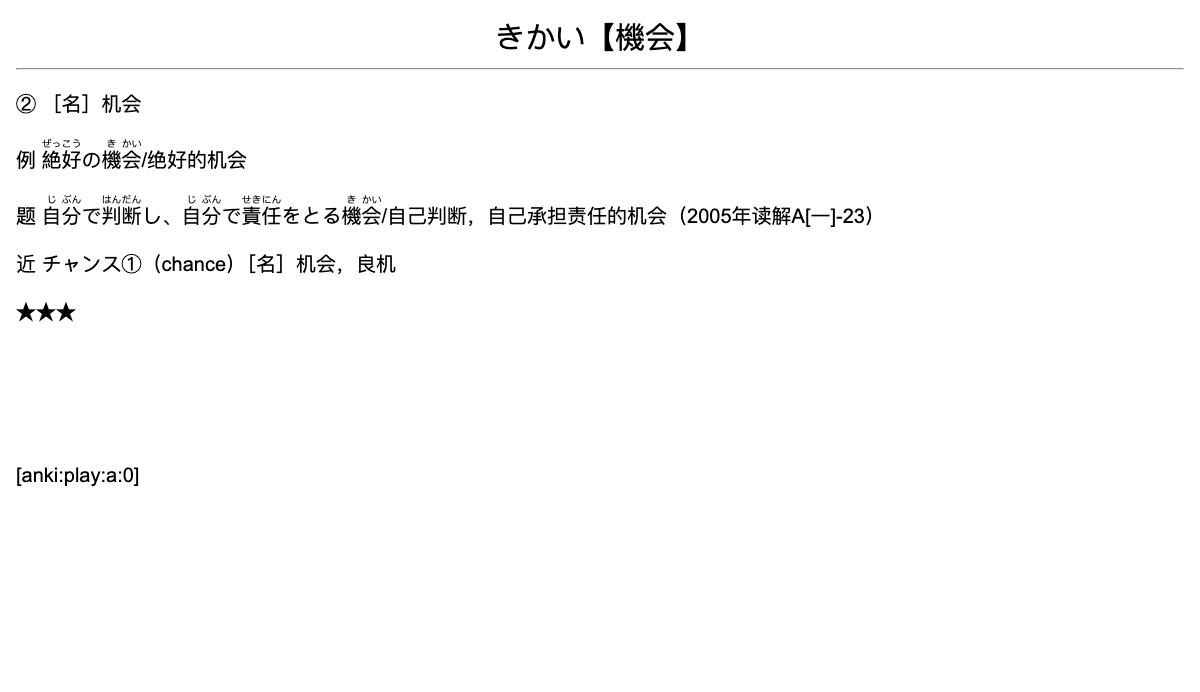 きかい【機会】
② ［名］机会
例 絶好の機会/绝好的机会
题 自分で判断し、自分で責任をとる機会/自己判断，自己承担责任的机会（2005年读解A[一]-23）
近 チャンス①（chance）［名］机会，良机
★★★
[anki:play:a:0]